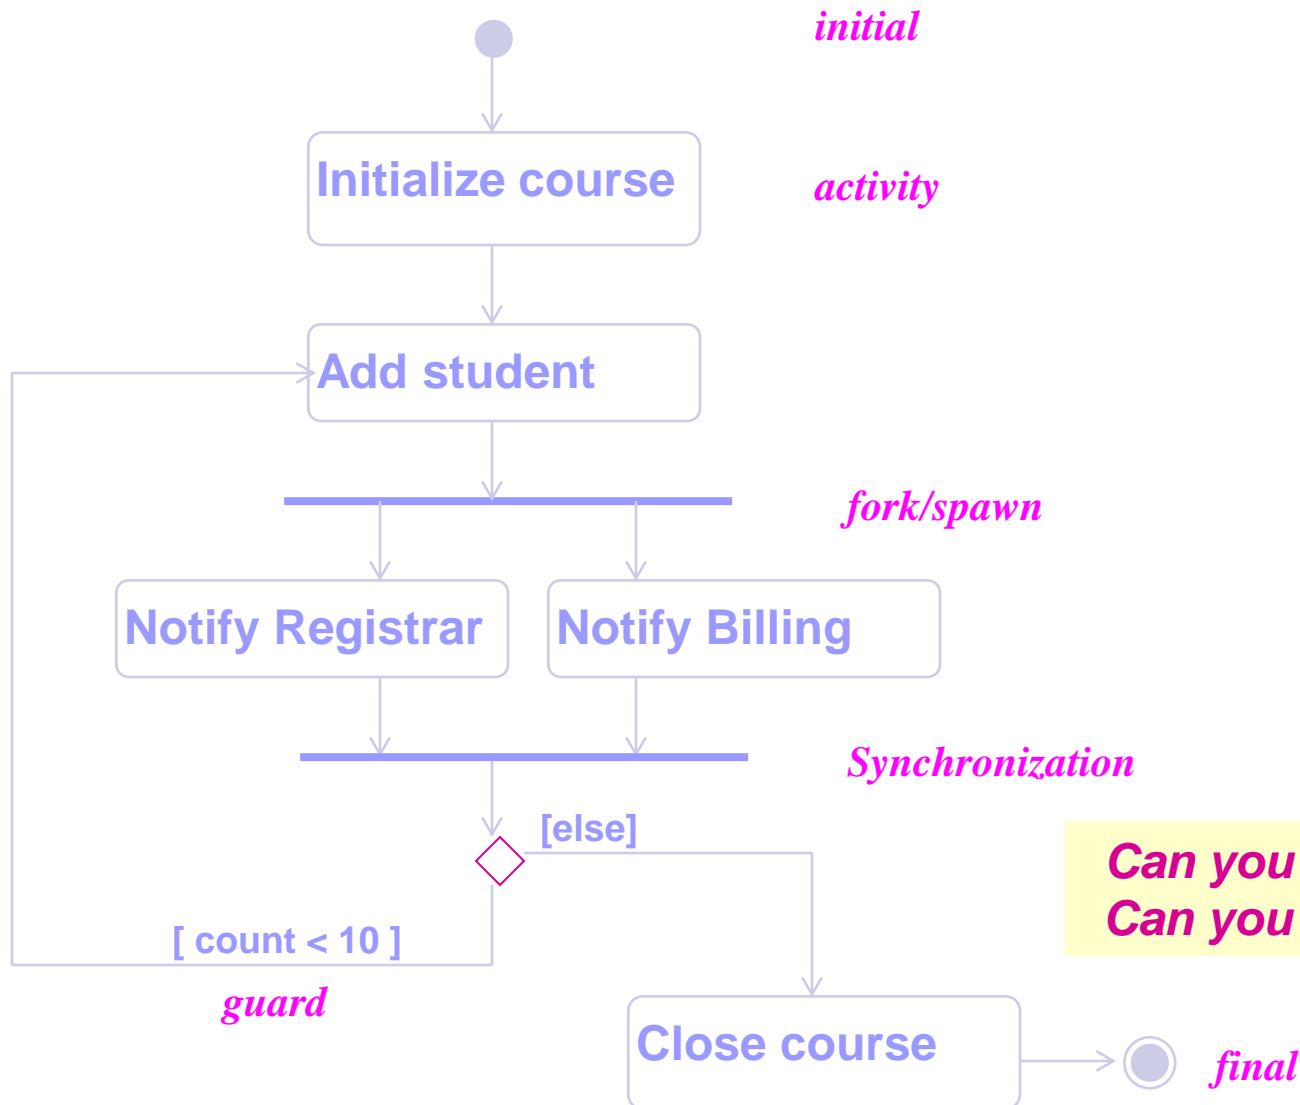 initial
Initialize course
activity
Add student
fork/spawn
Notify Registrar
Notify Billing
Synchronization
[else]
Can you
Can you
[ count < 10 ]
guard
Close course
final